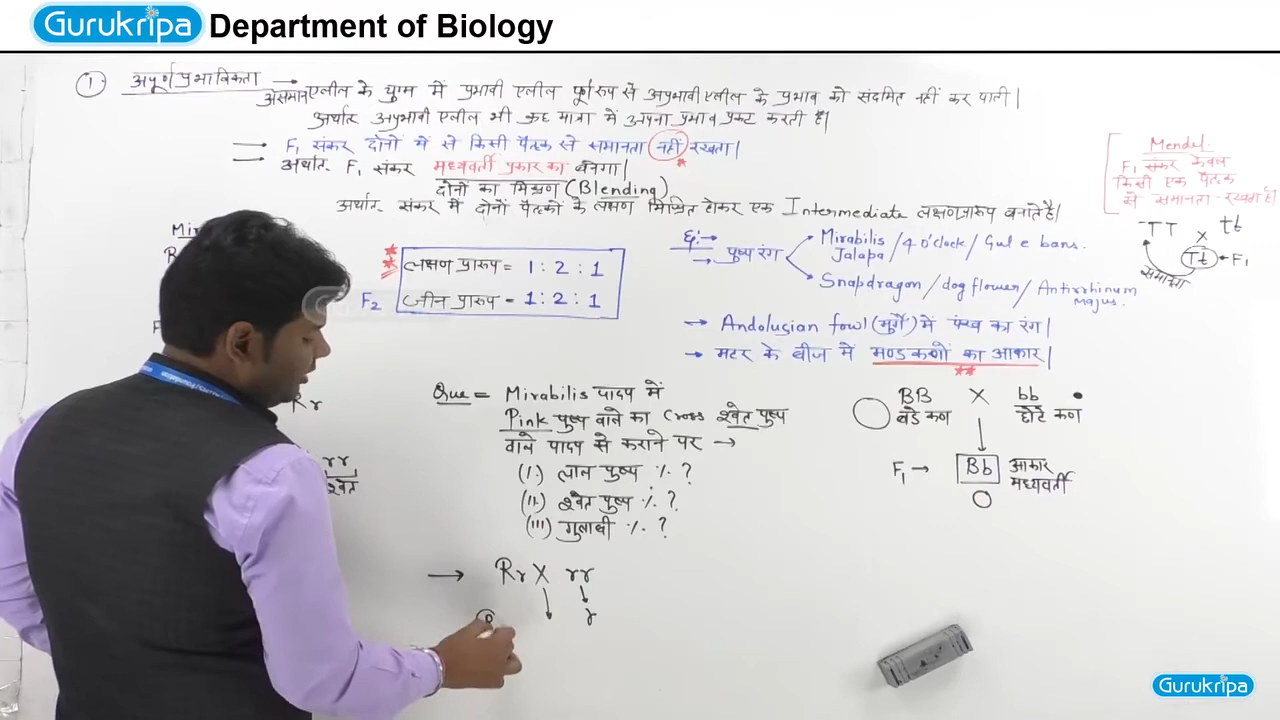 Gurukripa Department of Biology
① अपूर्ण प्रभाविकता →
असमान एलील के युग्म में प्रभावी एलील पूर्ण रूप से अप्रभावी एलील के प्रभाव को संदमित नहीं कर पाती।
अर्थात अप्रभावी एलील भी कुछ मात्रा में अपना प्रभाव प्रकट करती है।
→ F₁ संकर दोनों में से किसी पैतृक से समानता नहीं रखता।
→ अर्थात. F₁ संकर मध्यवर्ती प्रकार का बनेगा।
दोनों का मिश्रण (Blending)
अर्थात. संकर में दोनों पैतृकों के लक्षण मिश्रित होकर एक Intermediate लक्षणप्रारूप बनाते है।
Mendel.
F₁ संकर केवल
किसी एक पैतृक
से समानता रखता है
TT X tt
Tt ← F₁
समानता
लक्षण प्रारूप = 1 : 2 : 1
F₂ जीन प्रारूप = 1 : 2 : 1
Eg:→
→ पुष्प रंग
Mirabilis / 4 O'clock / Gul e bans.
Jalapa
Snapdragon / dog flower / Antirrhinum
majus.
→ Andolusian fowl (मुर्गे) में पंख का रंग।
→ मटर के बीज में मण्ड कणों का आकार।
Rr
rr
श्वेत
Que = Mirabilis पादप में
Pink पुष्प वाले का Cross श्वेत पुष्प
वाले पादप से कराने पर →
(I.) लाल पुष्प % ?
(II) श्वेत पुष्प % ?
(III) गुलाबी % ?
→ Rr X rr
R r
BB X bb
बडे कण छोटे कण
F₁ → Bb आकार
मध्यवर्ती
Gurukripa